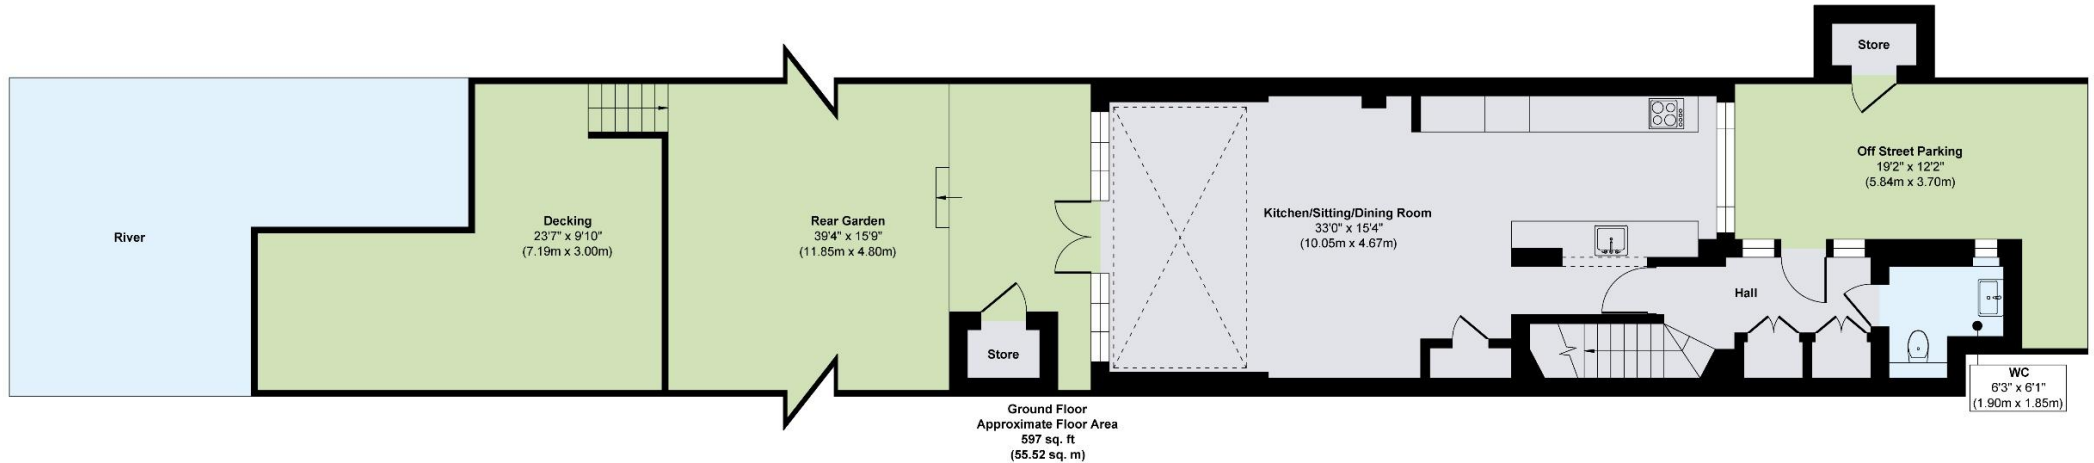 Store
Off Street Parking
19'2" x 12'2"
(5.84m x 3.70m)
River
Decking
23'7" x 9'10"
(7.19m x 3.00m)
Rear Garden
39'4" x 15'9"
(11.85m x 4.80m)
Kitchen/Sitting/Dining Room
33'0" x 15'4"
(10.05m x 4.67m)
Hall
Store
WC
6'3" x 6'1"
(1.90m x 1.85m)
Ground Floor
Approximate Floor Area
597 sq. ft
(55.52 sq. m)